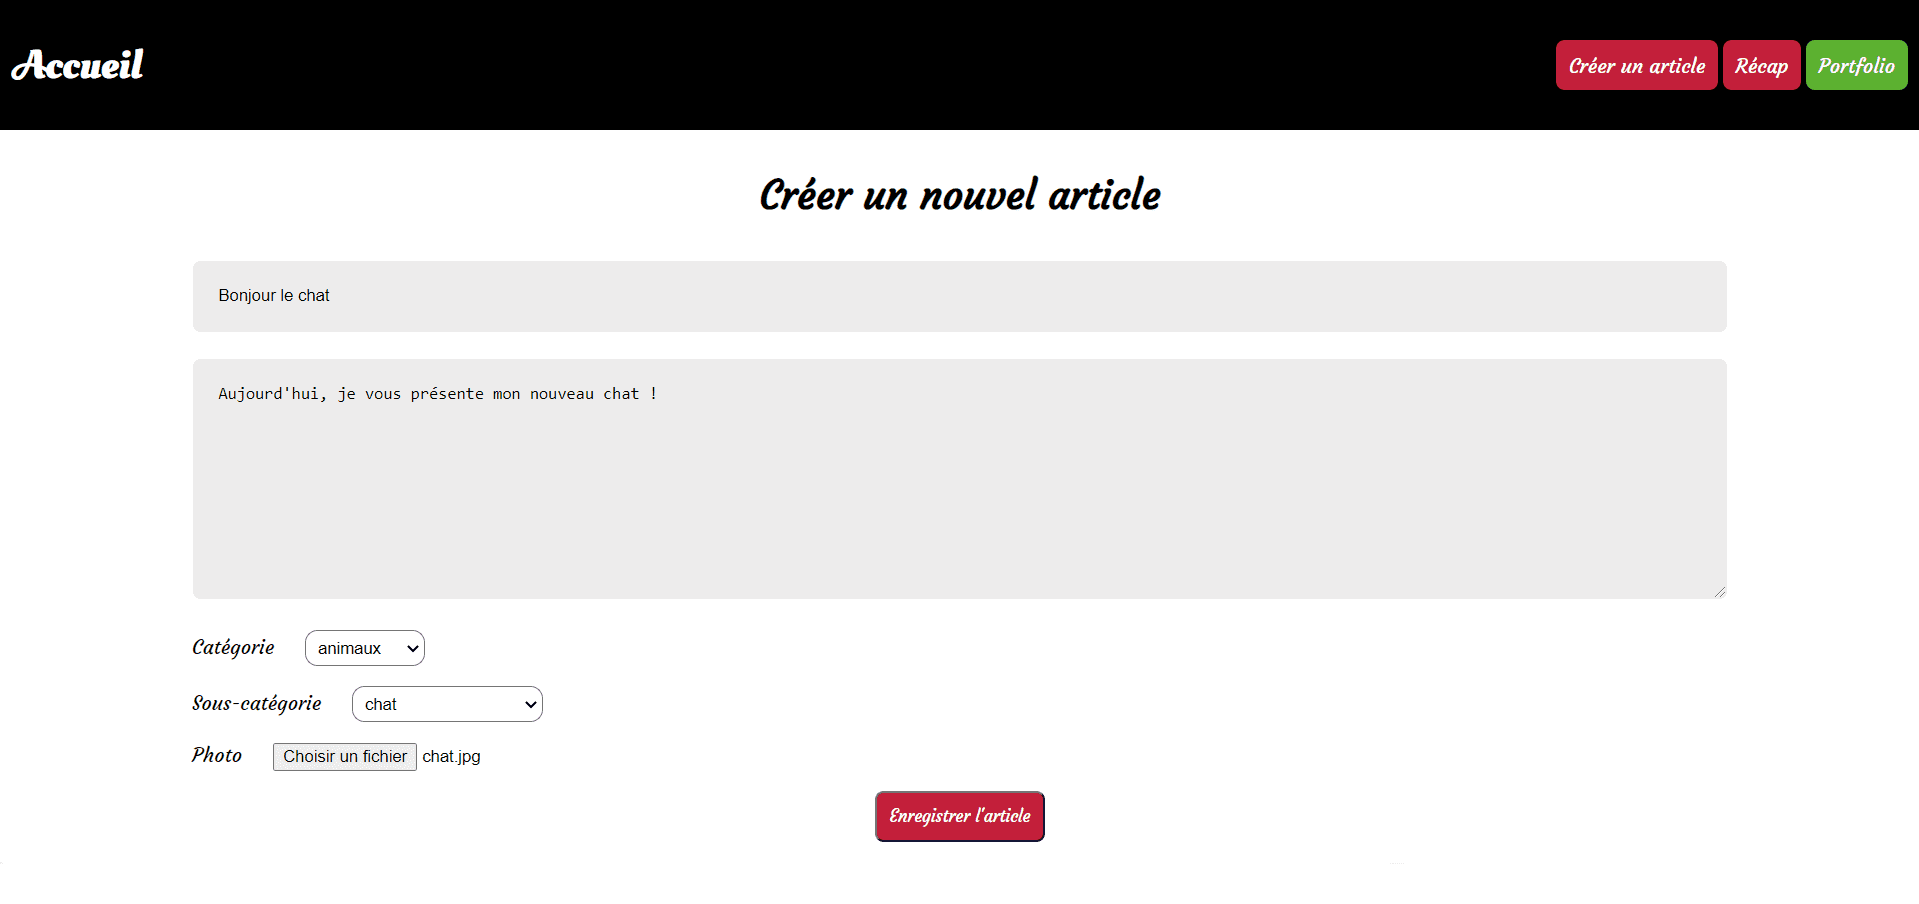 Accueil
Créer un article
Récap
Portfolio
Créer un nouvel article
Bonjour le chat
Aujourd'hui, je vous présente mon nouveau chat !
Catégorie animaux
Sous-catégorie chat
Photo Choisir un fichier chat.jpg
Enregistrer l'article